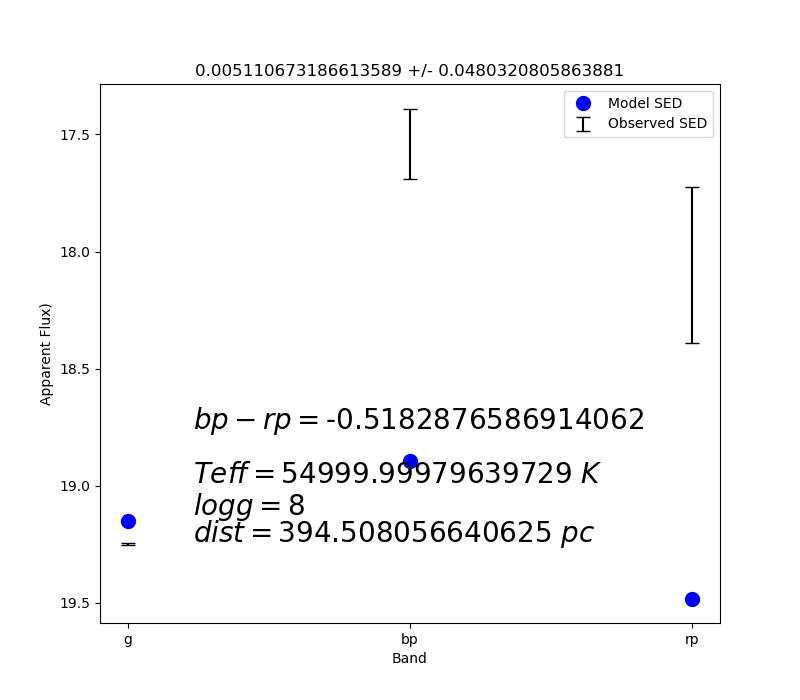 0.005110673186613589 +/- 0.0480320805863881
Model SED
Observed SED
17.5
18.0
18.5
19.0
19.5
Apparent Flux)
bp − rp = -0.5182876586914062
Teff = 54999.99979639729 K
logg = 8
dist = 394.508056640625 pc
g
bp
rp
Band